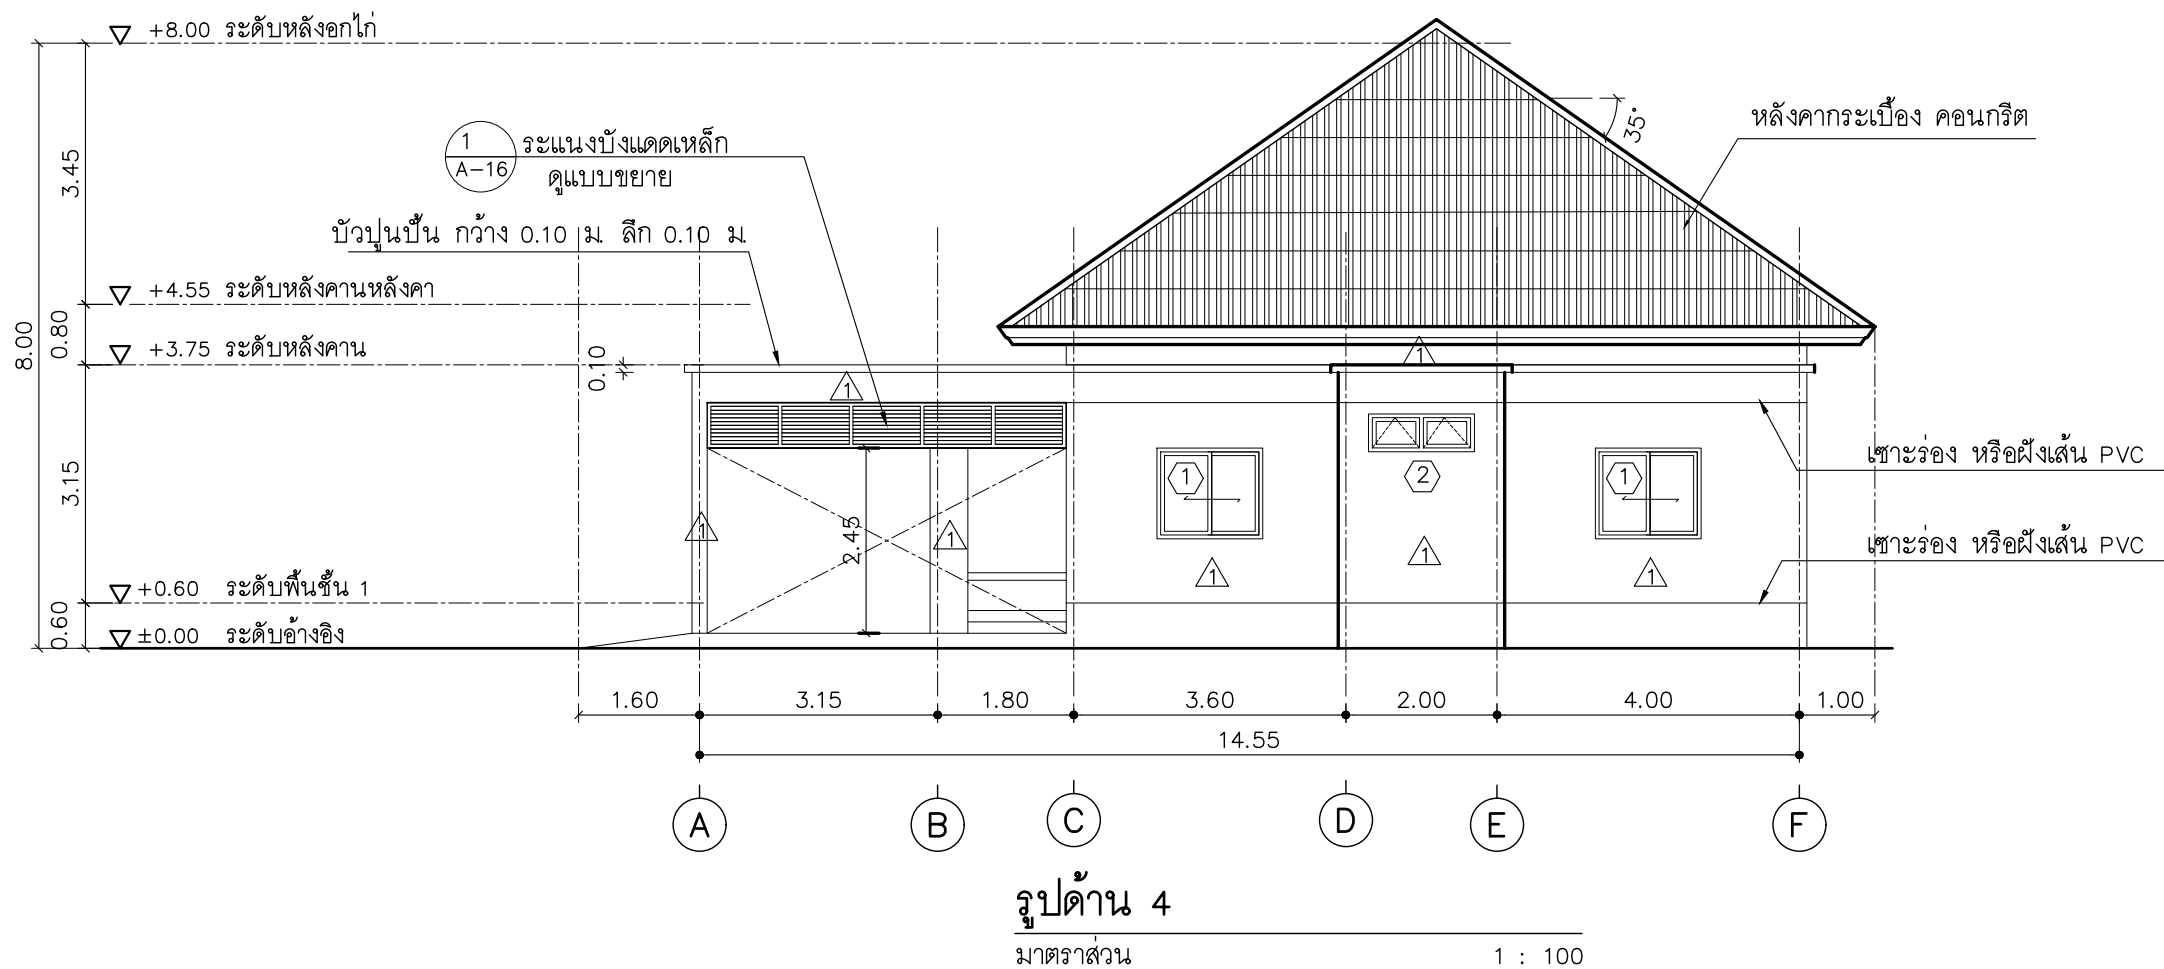 +8.00 ระดับหลังอกไก่
35°
หลังคากระเบื้อง คอนกรีต
1
A-16
ระแนงบังแดดเหล็ก
ดูแบบขยาย
3.45
บัวปูนปั้น กว้าง 0.10 ม. ลึก 0.10 ม.
+4.55 ระดับหลังคานหลังคา
8.00
0.80
+3.75 ระดับหลังคาน
0.10
1
1
เซาะร่อง หรือฝังเส้น PVC
3.15
1
2
1
2.45
1
1
1
1
1
เซาะร่อง หรือฝังเส้น PVC
+0.60 ระดับพื้นชั้น 1
0.60
±0.00 ระดับอ้างอิง
1.60 3.15 1.80 3.60 2.00 4.00 1.00
14.55
A B C D E F
รูปด้าน 4
มาตราส่วน 1 : 100